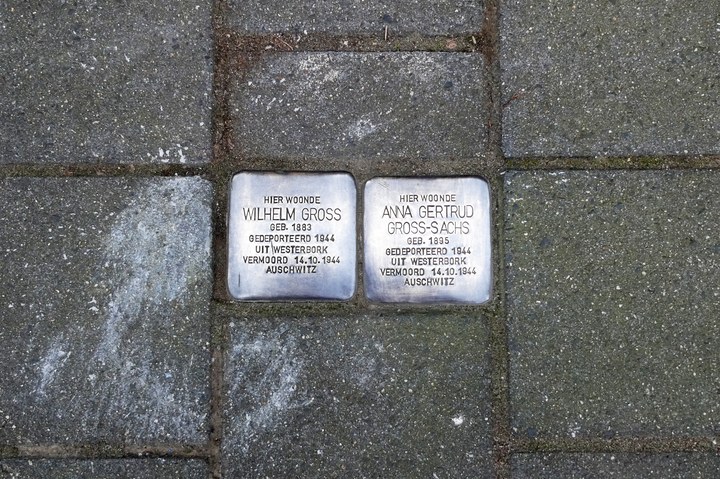 HIER WOONDE
WILHELM GROSS
GEB. 1883
GEDEPORTEERD 1944
UIT WESTERBORK
VERMOORD 14.10.1944
AUSCHWITZ
HIER WOONDE
ANNA GERTRUD
GROSS-SACHS
GEB. 1895
GEDEPORTEERD 1944
UIT WESTERBORK
VERMOORD 14.10.1944
AUSCHWITZ